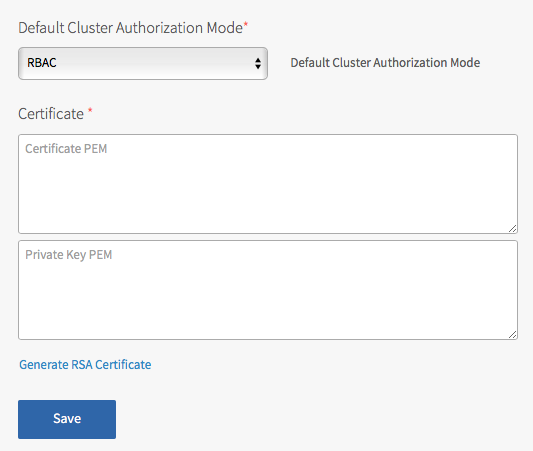 Default Cluster Authorization Mode*
RBAC
Default Cluster Authorization Mode
Certificate *
Certificate PEM
Private Key PEM
Generate RSA Certificate
Save